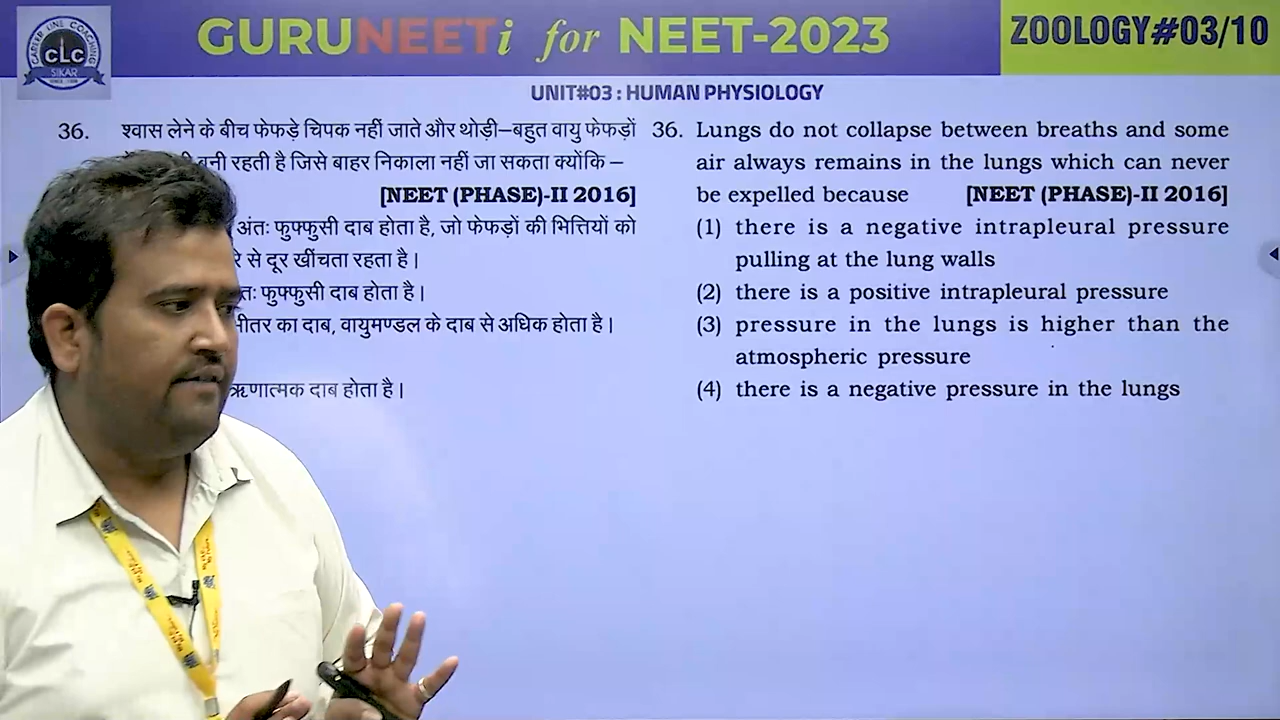 GURUNEETi for NEET-2023
ZOOLOGY#03/10
CAREER LINE COACHING
CLC
SIKAR
UNIT#03 : HUMAN PHYSIOLOGY
36. श्वास लेने के बीच फेफड़े चिपक नहीं जाते और थोड़ी–बहुत वायु फेफड़ों
बनी रहती है जिसे बाहर निकाला नहीं जा सकता क्योंकि –
[NEET (PHASE)-II 2016]
अंतः फुफ्फुसी दाब होता है, जो फेफड़ों की भित्तियों को
से दूर खींचता रहता है।
फुफ्फुसी दाब होता है।
का दाब, वायुमण्डल के दाब से अधिक होता है।
ऋणात्मक दाब होता है।
36. Lungs do not collapse between breaths and some
air always remains in the lungs which can never
be expelled because [NEET (PHASE)-II 2016]
(1) there is a negative intrapleural pressure
pulling at the lung walls
(2) there is a positive intrapleural pressure
(3) pressure in the lungs is higher than the
atmospheric pressure
(4) there is a negative pressure in the lungs